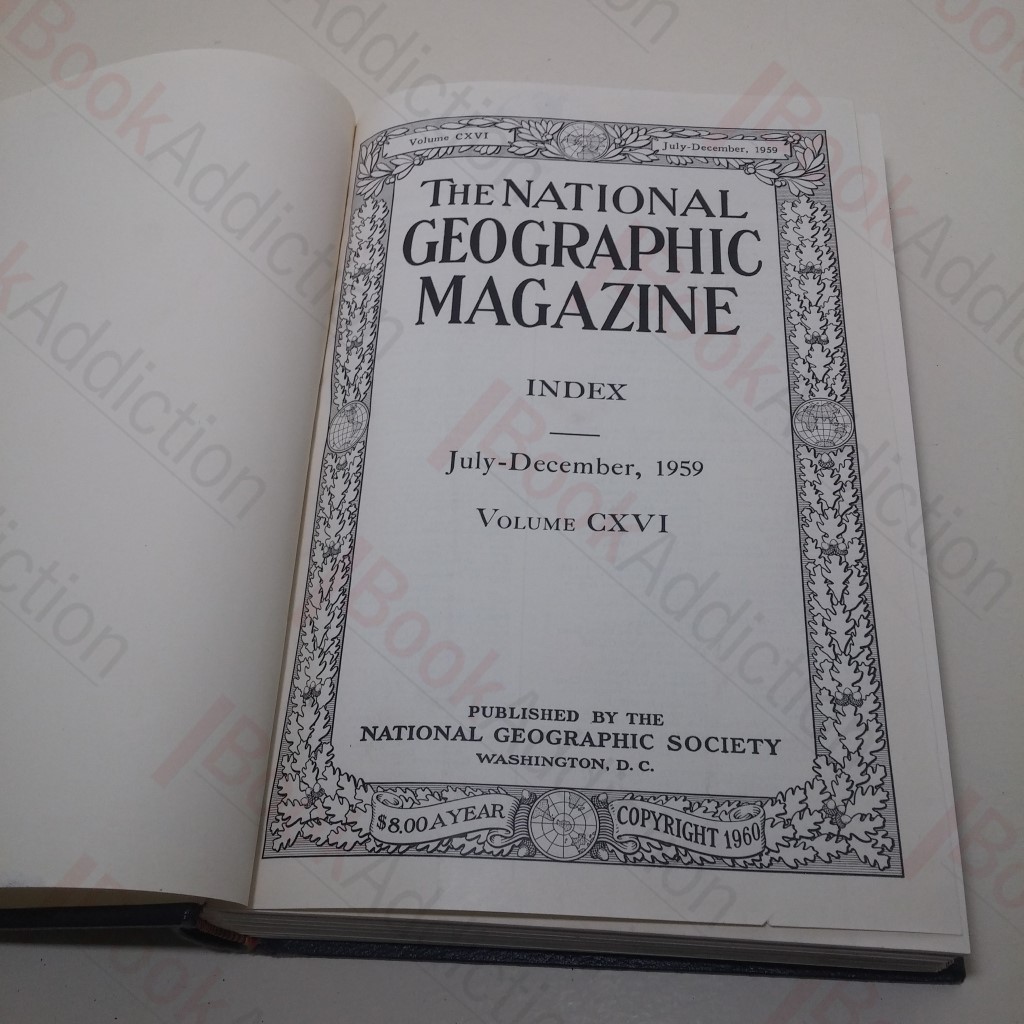 Volume CXVI
July-December, 1959
THE NATIONAL
GEOGRAPHIC
MAGAZINE
INDEX
July-December, 1959
VOLUME CXVI
PUBLISHED BY THE
NATIONAL GEOGRAPHIC SOCIETY
WASHINGTON, D. C.
$8.00 A YEAR
COPYRIGHT 1960
BookAddiction